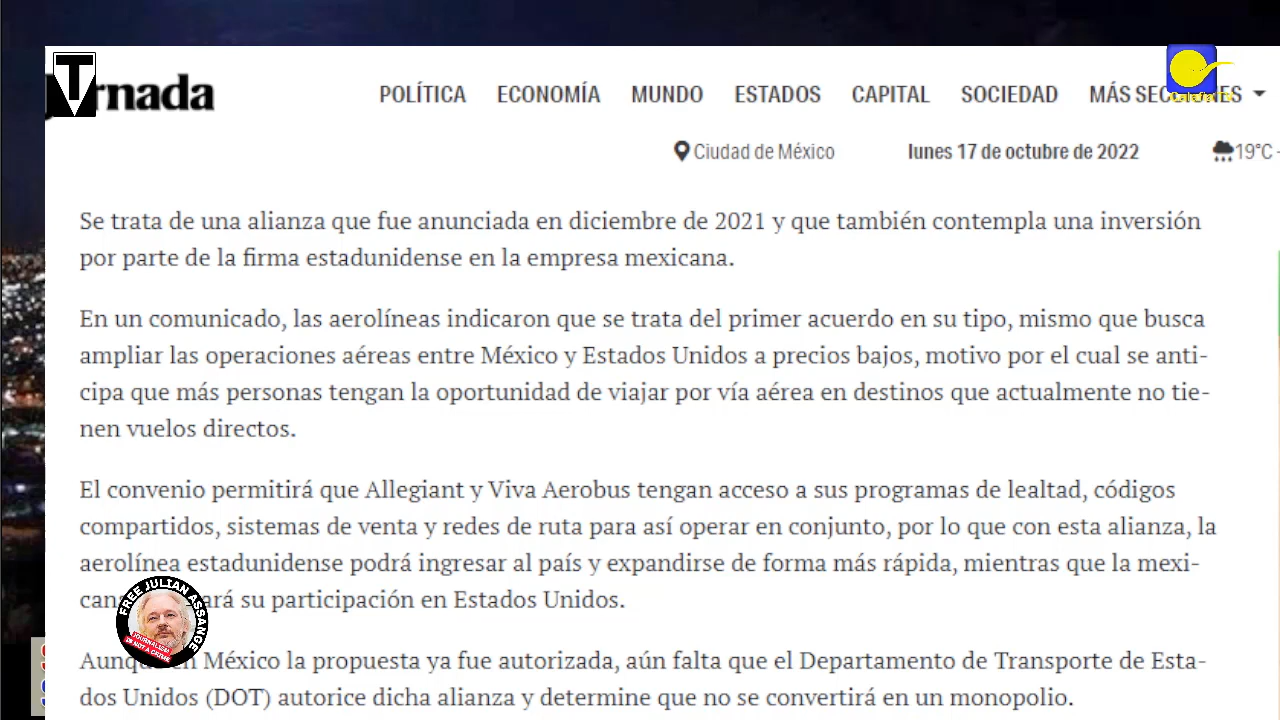 T
rnada
POLÍTICA ECONOMÍA MUNDO ESTADOS CAPITAL SOCIEDAD MÁS SEC
Ciudad de México lunes 17 de octubre de 2022 19°C -
Se trata de una alianza que fue anunciada en diciembre de 2021 y que también contempla una inversión
por parte de la firma estadunidense en la empresa mexicana.
En un comunicado, las aerolíneas indicaron que se trata del primer acuerdo en su tipo, mismo que busca
ampliar las operaciones aéreas entre México y Estados Unidos a precios bajos, motivo por el cual se anti-
cipa que más personas tengan la oportunidad de viajar por vía aérea en destinos que actualmente no tie-
nen vuelos directos.
El convenio permitirá que Allegiant y Viva Aerobus tengan acceso a sus programas de lealtad, códigos
compartidos, sistemas de venta y redes de ruta para así operar en conjunto, por lo que con esta alianza, la
aerolínea estadunidense podrá ingresar al país y expandirse de forma más rápida, mientras que la mexi-
can ará su participación en Estados Unidos.
FREE JULIAN ASSANGE
JOURNALISM
IS NOT A CRIME
Aunqu n México la propuesta ya fue autorizada, aún falta que el Departamento de Transporte de Esta-
dos Unidos (DOT) autorice dicha alianza y determine que no se convertirá en un monopolio.